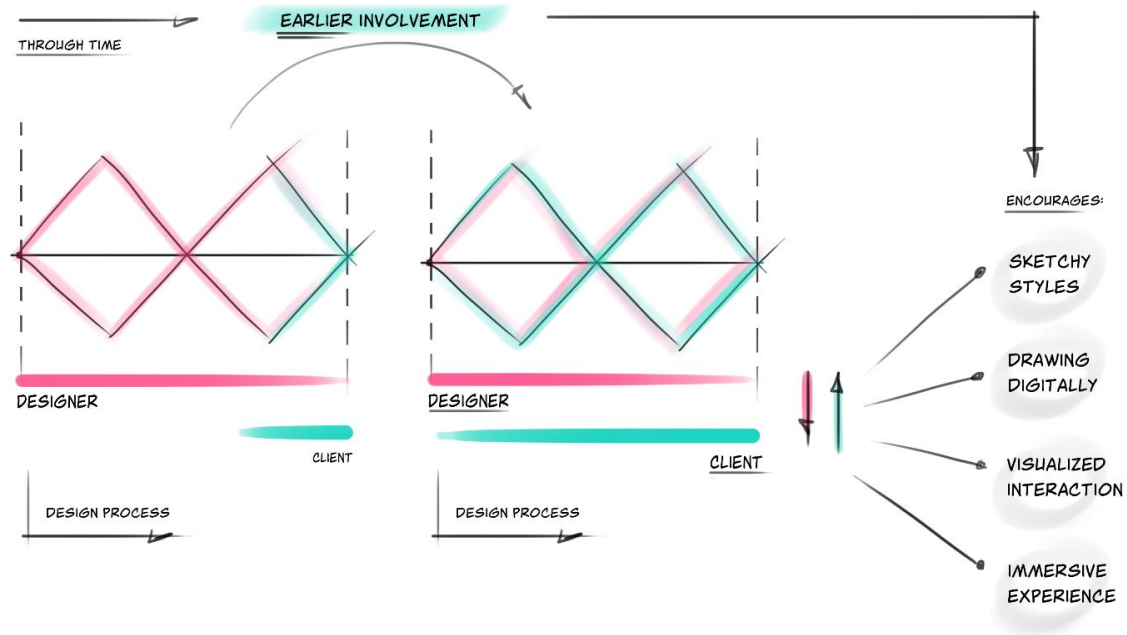 EARLIER INVOLVEMENT
THROUGH TIME
DESIGNER
CLIENT
DESIGN PROCESS
DESIGNER
CLIENT
DESIGN PROCESS
ENCOURAGES:
SKETCHY
STYLES
DRAWING
DIGITALLY
VISUALIZED
INTERACTION
IMMERSIVE
EXPERIENCE